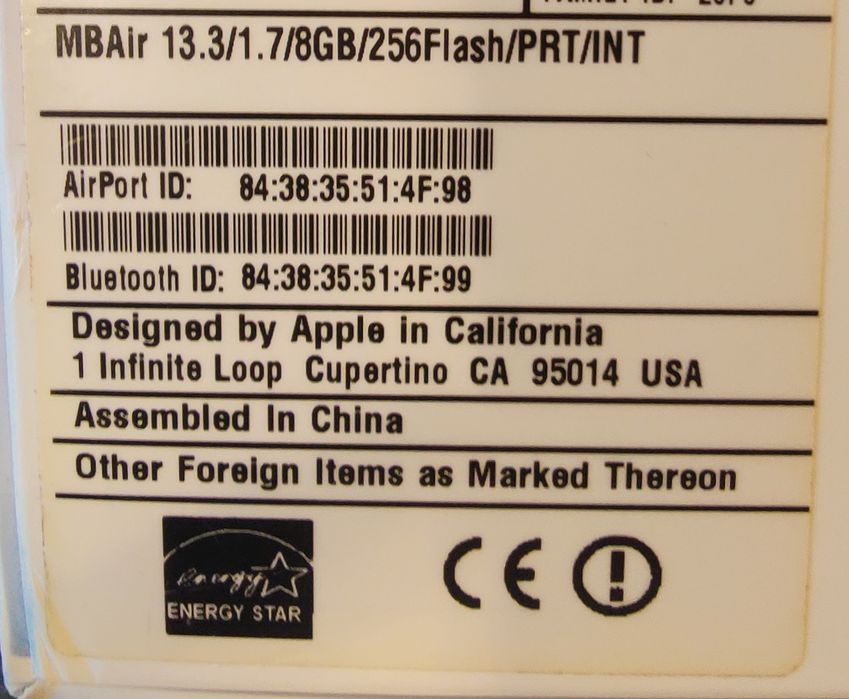 MBAir 13.3/1.7/8GB/256Flash/PRT/INT
AirPort ID: 84:38:35:51:4F:98
Bluetooth ID: 84:38:35:51:4F:99
Designed by Apple in California
1 Infinite Loop Cupertino CA 95014 USA
Assembled In China
Other Foreign Items as Marked Thereon
energy
ENERGY STAR
CE